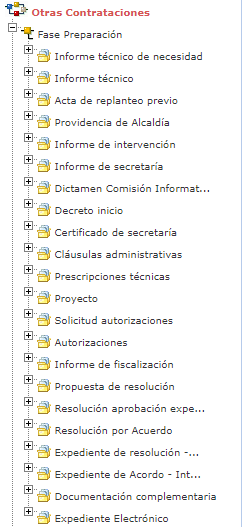 Otras Contrataciones
Fase Preparación
Informe técnico de necesidad
Informe técnico
Acta de replanteo previo
Providencia de Alcaldía
Informe de intervención
Informe de secretaría
Dictamen Comisión Informat...
Decreto inicio
Certificado de secretaría
Cláusulas administrativas
Prescripciones técnicas
Proyecto
Solicitud autorizaciones
Autorizaciones
Informe de fiscalización
Propuesta de resolución
Resolución aprobación expe...
Resolución por Acuerdo
Expediente de resolución -...
Expediente de Acordo - Int...
Documentación complementaria
Expediente Electrónico